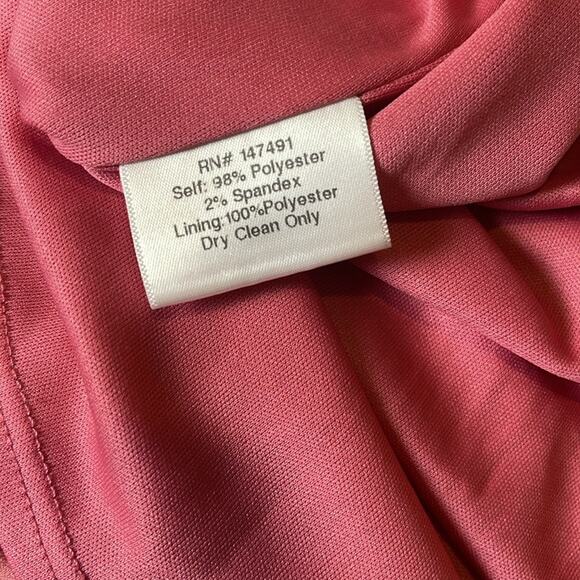 RN# 147491
Self: 98% Polyester
2% Spandex
Lining:100%Polyester
Dry Clean Only